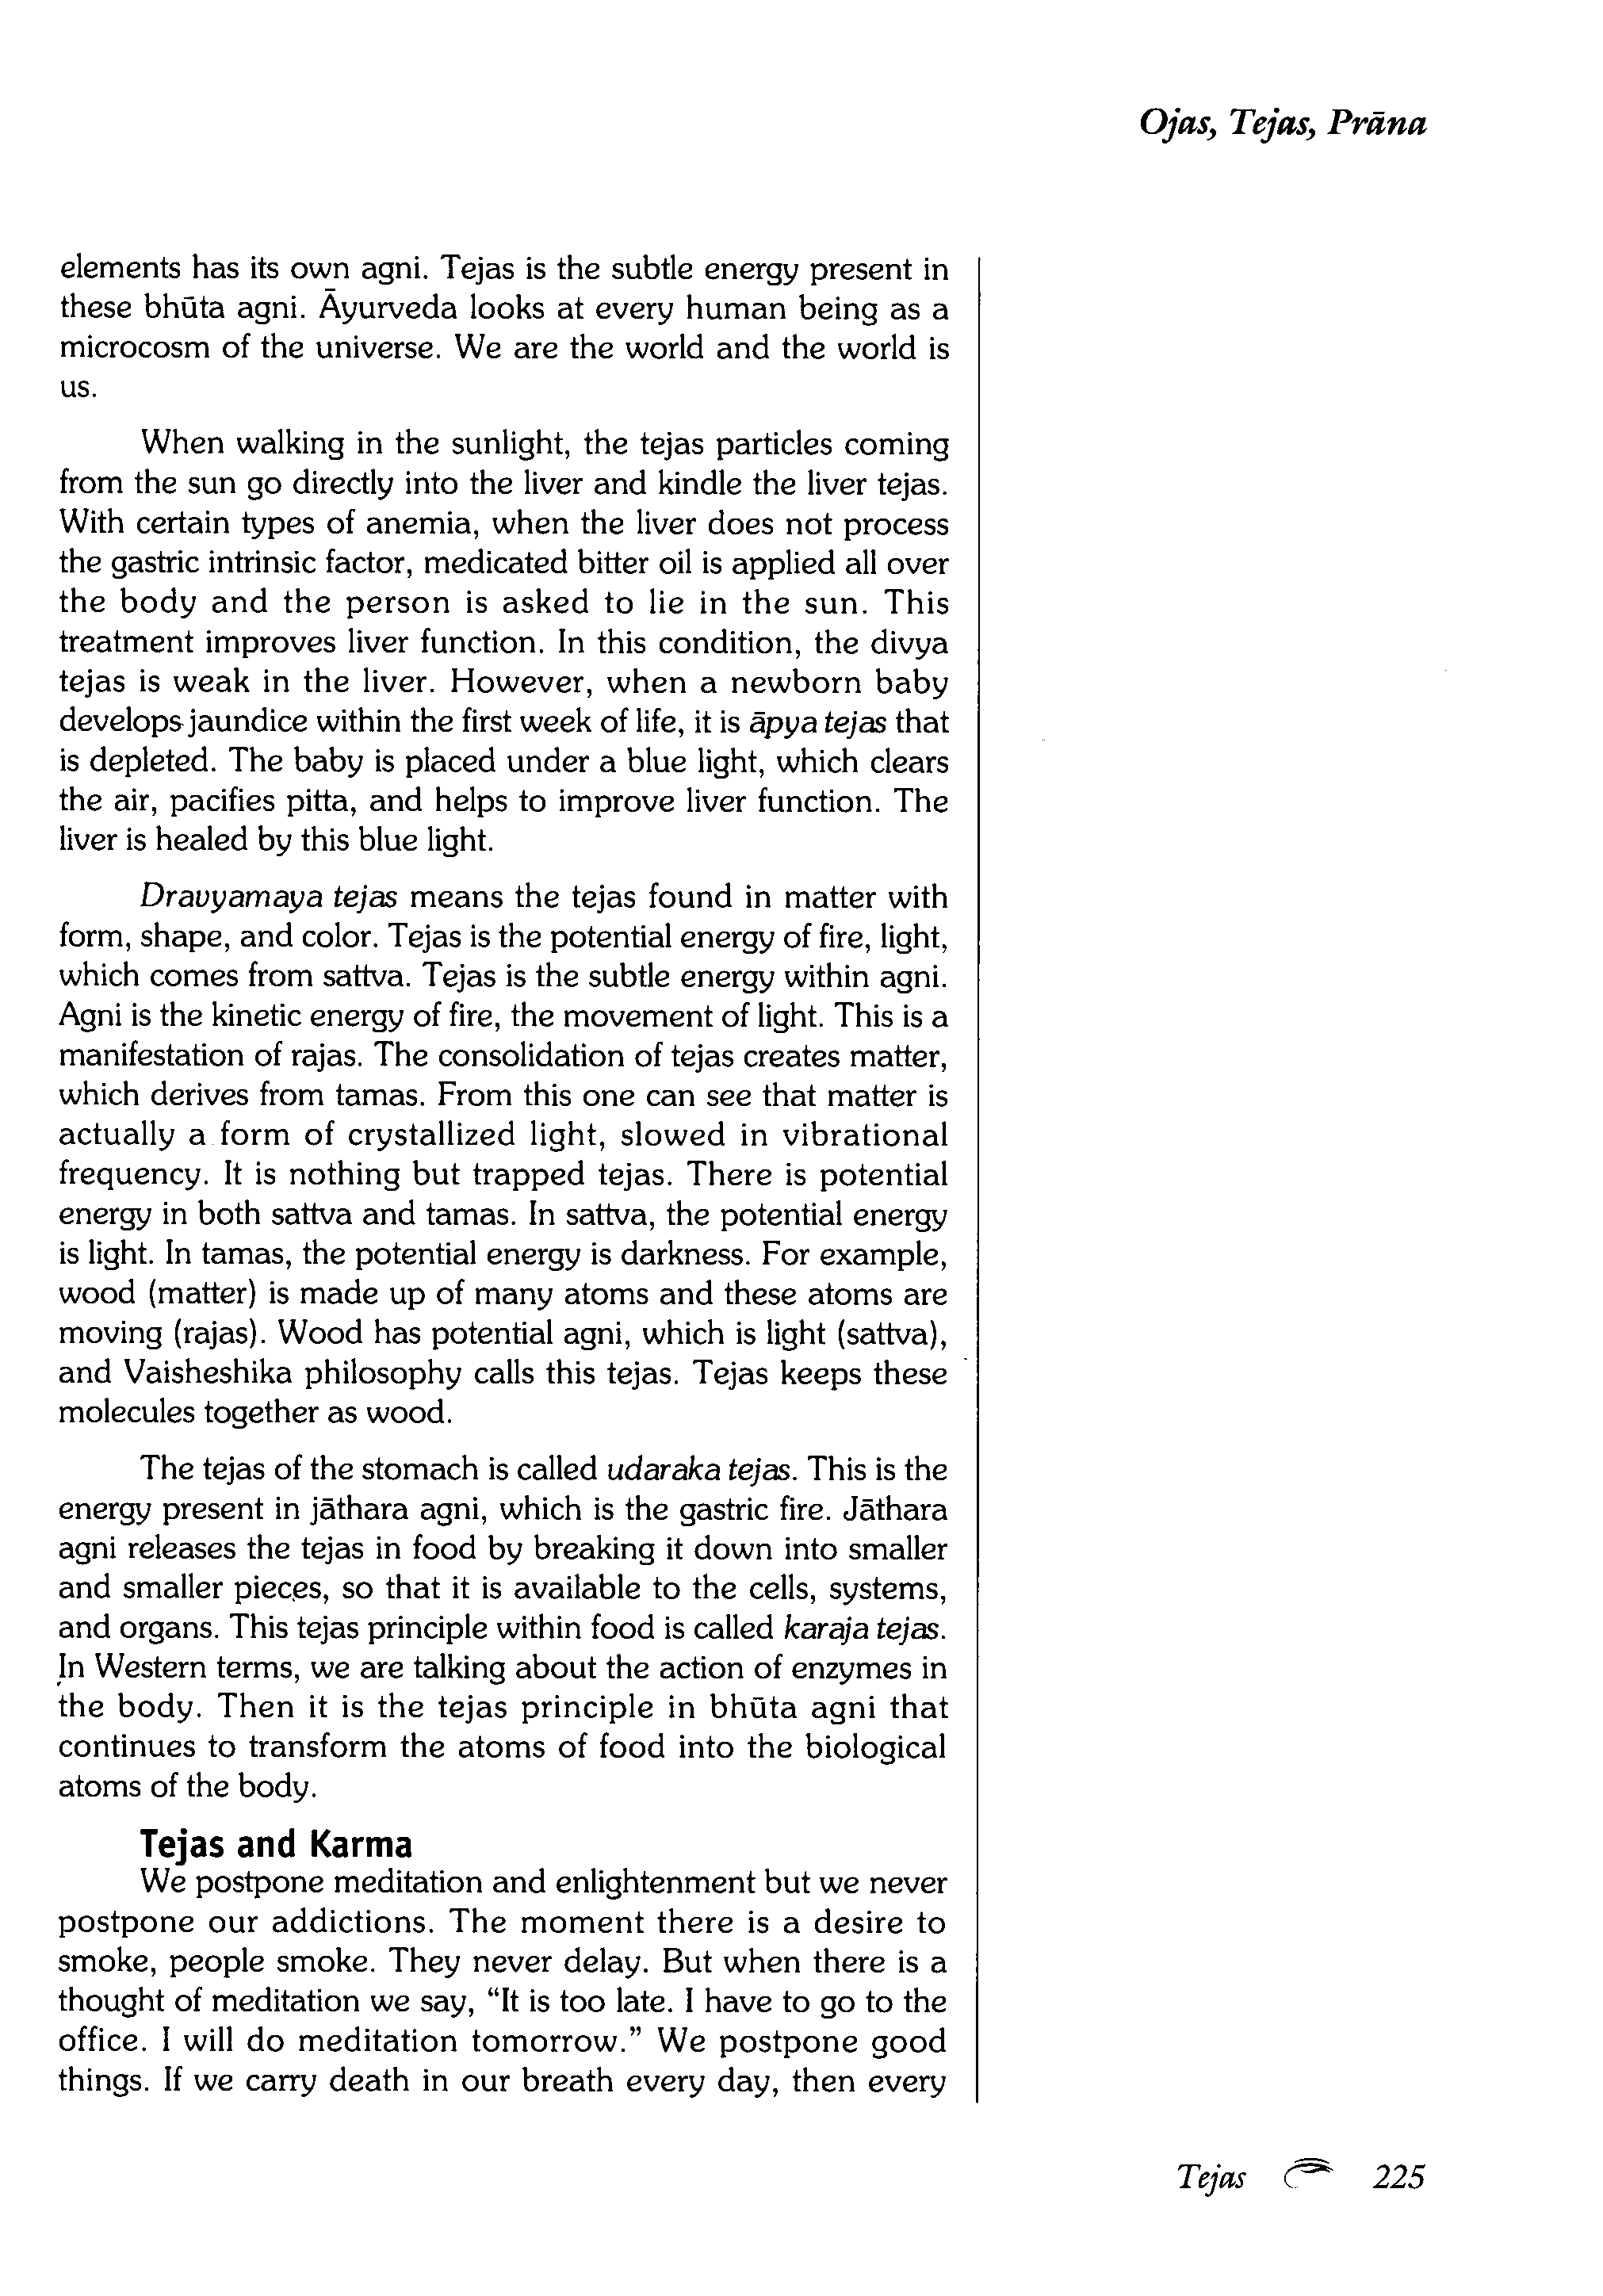 Ojas, Tejas, Prāna
elements has its own agni. Tejas is the subtle energy present in
these bhūta agni. Āyurveda looks at every human being as a
microcosm of the universe. We are the world and the world is
us.
When walking in the sunlight, the tejas particles coming
from the sun go directly into the liver and kindle the liver tejas.
With certain types of anemia, when the liver does not process
the gastric intrinsic factor, medicated bitter oil is applied all over
the body and the person is asked to lie in the sun. This
treatment improves liver function. In this condition, the divya
tejas is weak in the liver. However, when a newborn baby
develops jaundice within the first week of life, it is āpya tejas that
is depleted. The baby is placed under a blue light, which clears
the air, pacifies pitta, and helps to improve liver function. The
liver is healed by this blue light.
Dravyamaya tejas means the tejas found in matter with
form, shape, and color. Tejas is the potential energy of fire, light,
which comes from sattva. Tejas is the subtle energy within agni.
Agni is the kinetic energy of fire, the movement of light. This is a
manifestation of rajas. The consolidation of tejas creates matter,
which derives from tamas. From this one can see that matter is
actually a form of crystallized light, slowed in vibrational
frequency. It is nothing but trapped tejas. There is potential
energy in both sattva and tamas. In sattva, the potential energy
is light. In tamas, the potential energy is darkness. For example,
wood (matter) is made up of many atoms and these atoms are
moving (rajas). Wood has potential agni, which is light (sattva),
and Vaisheshika philosophy calls this tejas. Tejas keeps these
molecules together as wood.
The tejas of the stomach is called udaraka tejas. This is the
energy present in jāthara agni, which is the gastric fire. Jāthara
agni releases the tejas in food by breaking it down into smaller
and smaller pieces, so that it is available to the cells, systems,
and organs. This tejas principle within food is called karaja tejas.
In Western terms, we are talking about the action of enzymes in
the body. Then it is the tejas principle in bhūta agni that
continues to transform the atoms of food into the biological
atoms of the body.
Tejas and Karma
We postpone meditation and enlightenment but we never
postpone our addictions. The moment there is a desire to
smoke, people smoke. They never delay. But when there is a
thought of meditation we say, “It is too late. I have to go to the
office. I will do meditation tomorrow.” We postpone good
things. If we carry death in our breath every day, then every
Tejas 225